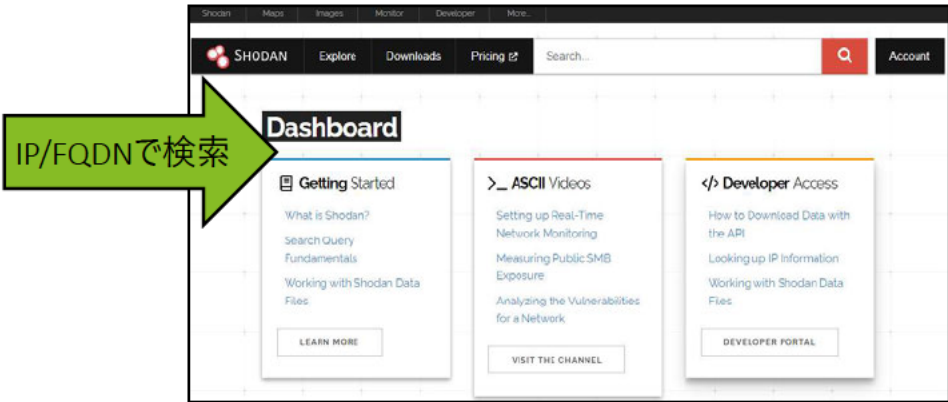 Shodan Maps Images Monitor Developer More...
SHODAN Explore Downloads Pricing Search... Account
IP/FQDNで検索
Dashboard
Getting Started
What is Shodan?
Search Query
Fundamentals
Working with Shodan Data
Files
LEARN MORE
>_ ASCII Videos
Setting up Real-Time
Network Monitoring
Measuring Public SMB
Exposure
Analyzing the Vulnerabilities
for a Network
VISIT THE CHANNEL
</> Developer Access
How to Download Data with
the API
Looking up IP Information
Working with Shodan Data
Files
DEVELOPER PORTAL